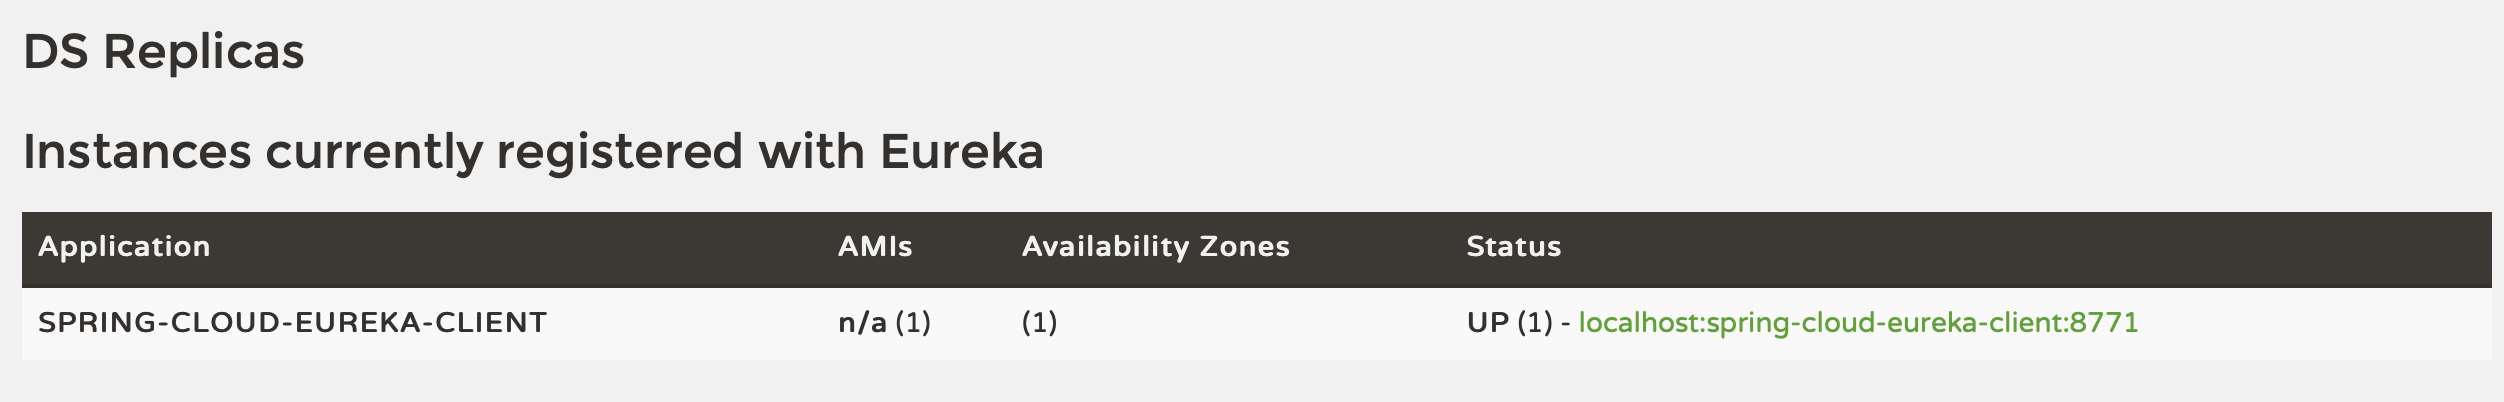 DS Replicas
Instances currently registered with Eureka
Application AMIs Availability Zones Status
SPRING-CLOUD-EUREKA-CLIENT n/a (1) (1) UP (1) - localhost:spring-cloud-eureka-client:8771